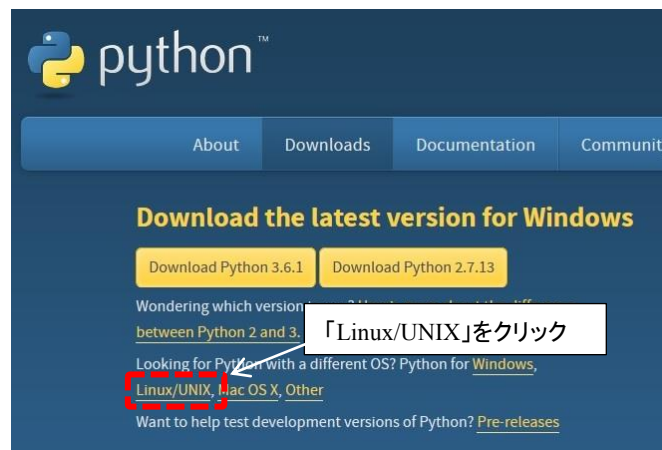 python™
About Downloads Documentation Communit
Download the latest version for Windows
Download Python 3.6.1 Download Python 2.7.13
Wondering which version
between Python 2 and 3.
「Linux/UNIX」をクリック
Looking for Python with a different OS? Python for Windows,
Linux/UNIX, Mac OS X, Other
Want to help test development versions of Python? Pre-releases